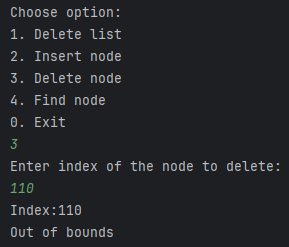 Choose option:
1. Delete list
2. Insert node
3. Delete node
4. Find node
0. Exit
3
Enter index of the node to delete:
110
Index:110
Out of bounds